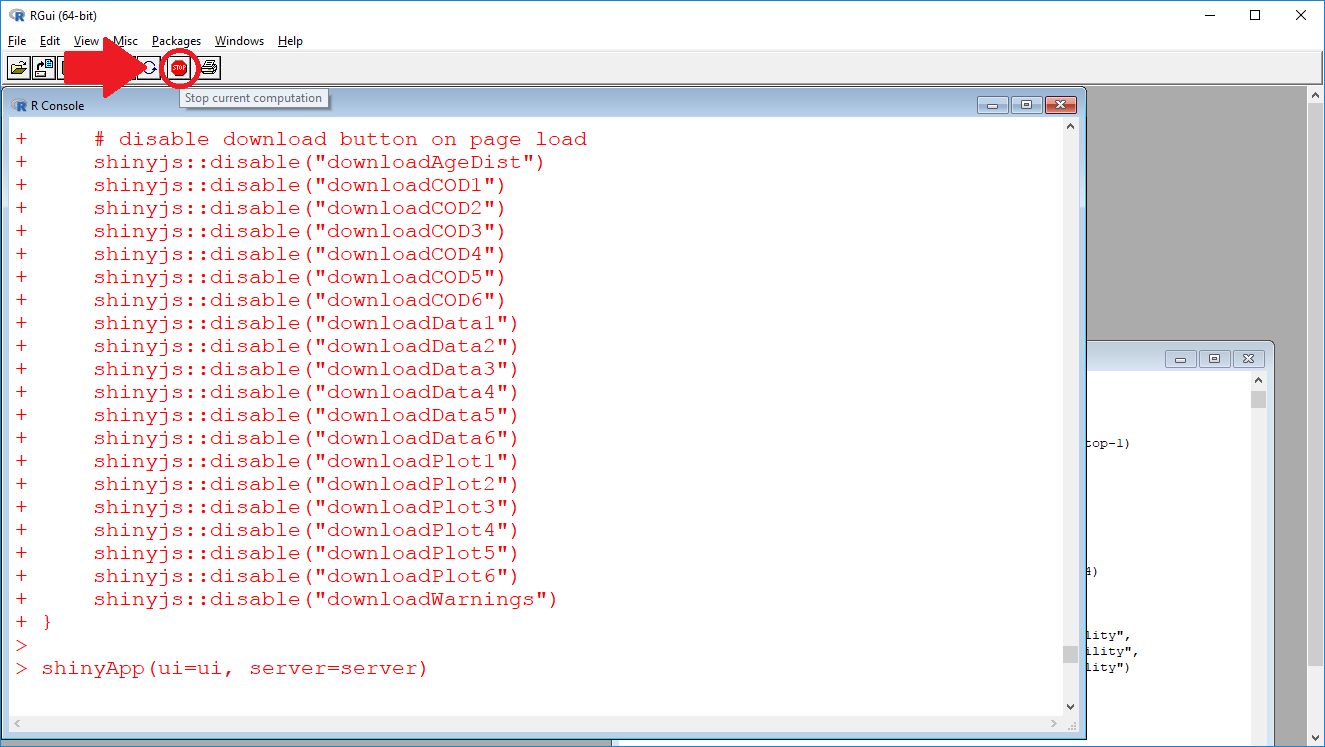 RGui (64-bit)
File Edit View Misc Packages Windows Help
STOP
Stop current computation
R Console
+ # disable download button on page load
+ shinyjs::disable("downloadAgeDist")
+ shinyjs::disable("downloadCOD1")
+ shinyjs::disable("downloadCOD2")
+ shinyjs::disable("downloadCOD3")
+ shinyjs::disable("downloadCOD4")
+ shinyjs::disable("downloadCOD5")
+ shinyjs::disable("downloadCOD6")
+ shinyjs::disable("downloadData1")
+ shinyjs::disable("downloadData2")
+ shinyjs::disable("downloadData3")
+ shinyjs::disable("downloadData4")
+ shinyjs::disable("downloadData5")
+ shinyjs::disable("downloadData6")
+ shinyjs::disable("downloadPlot1")
+ shinyjs::disable("downloadPlot2")
+ shinyjs::disable("downloadPlot3")
+ shinyjs::disable("downloadPlot4")
+ shinyjs::disable("downloadPlot5")
+ shinyjs::disable("downloadPlot6")
+ shinyjs::disable("downloadWarnings")
+ }
>
> shinyApp(ui=ui, server=server)
top-1)
4)
lity",
ility",
lity")